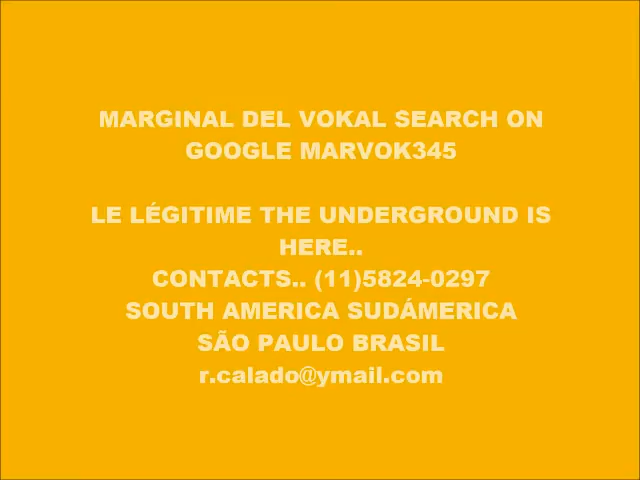 MARGINAL DEL VOKAL SEARCH ON
GOOGLE MARVOK345
LE LÉGITIME THE UNDERGROUND IS
HERE..
CONTACTS.. (11)5824-0297
SOUTH AMERICA SUDÁMERICA
SÃO PAULO BRASIL
r.calado@ymail.com